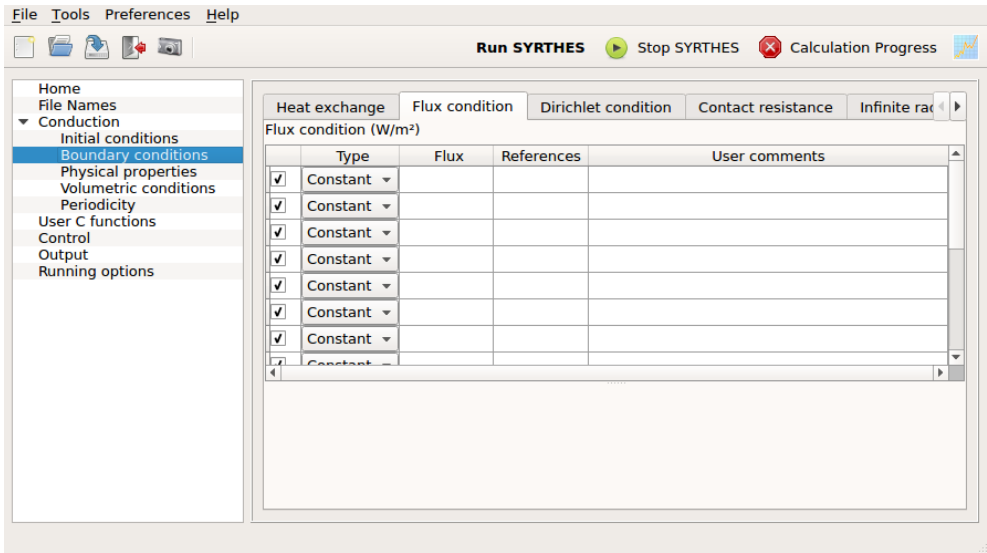 File Tools Preferences Help
Run SYRTHES Stop SYRTHES Calculation Progress
Home
File Names
Conduction
Initial conditions
Boundary conditions
Physical properties
Volumetric conditions
Periodicity
User C functions
Control
Output
Running options
Heat exchange Flux condition Dirichlet condition Contact resistance Infinite
Flux condition (W/m²)
Type Flux References User comments
Constant
Constant
Constant
Constant
Constant
Constant
Constant
Constant